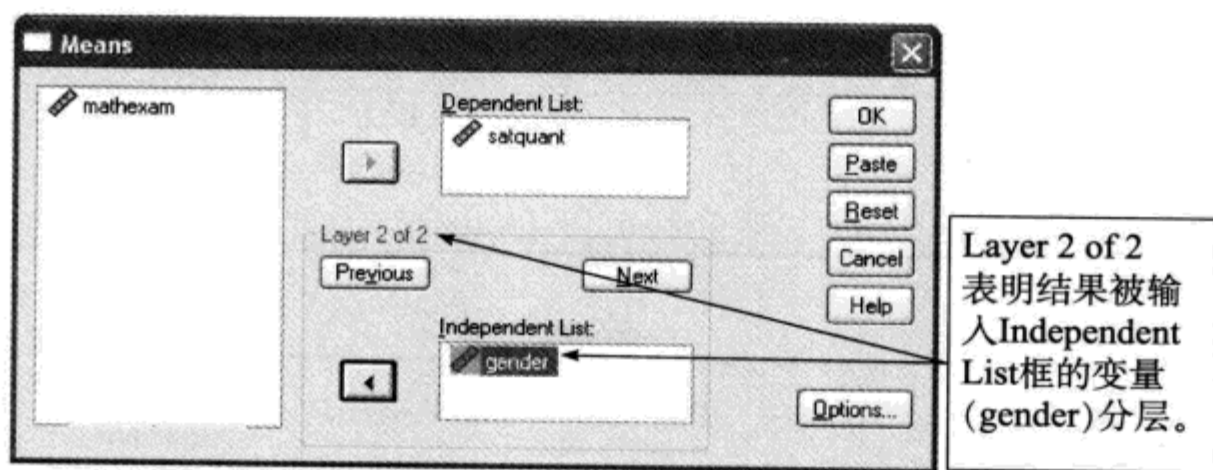 Means
mathexam
Dependent List:
satquant
OK
Paste
Reset
Cancel
Help
Layer 2 of 2
Previous
Next
Independent List:
gender
Options...
Layer 2 of 2
表明结果被输
入Independent
List框的变量
(gender)分层。